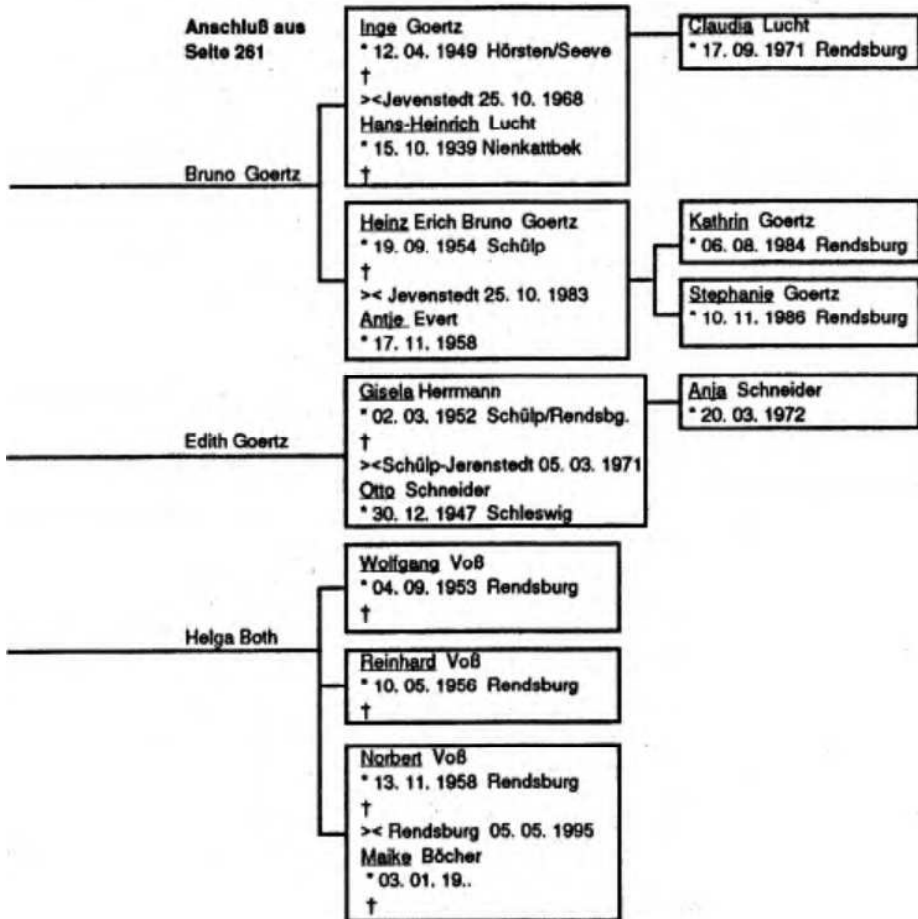 Anschluß aus
Seite 261
Inge Goertz
* 12. 04. 1949 Hörsten/Seeve
†
><Jevenstedt 25. 10. 1968
Hans-Heinrich Lucht
* 15. 10. 1939 Nienkattbek
†
Claudia Lucht
* 17. 09. 1971 Rendsburg
Bruno Goertz
Heinz Erich Bruno Goertz
* 19. 09. 1954 Schülp
†
>< Jevenstedt 25. 10. 1983
Antje Evert
* 17. 11. 1958
Kathrin Goertz
* 06. 08. 1984 Rendsburg
Stephanie Goertz
* 10. 11. 1986 Rendsburg
Edith Goertz
Gisela Herrmann
* 02. 03. 1952 Schülp/Rendsbg.
†
><Schülp-Jerenstedt 05. 03. 1971
Otto Schneider
* 30. 12. 1947 Schleswig
Anja Schneider
* 20. 03. 1972
Helga Both
Wolfgang Voß
* 04. 09. 1953 Rendsburg
†
Reinhard Voß
* 10. 05. 1956 Rendsburg
†
Norbert Voß
* 13. 11. 1958 Rendsburg
†
>< Rendsburg 05. 05. 1995
Maike Böcher
* 03. 01. 19..
†